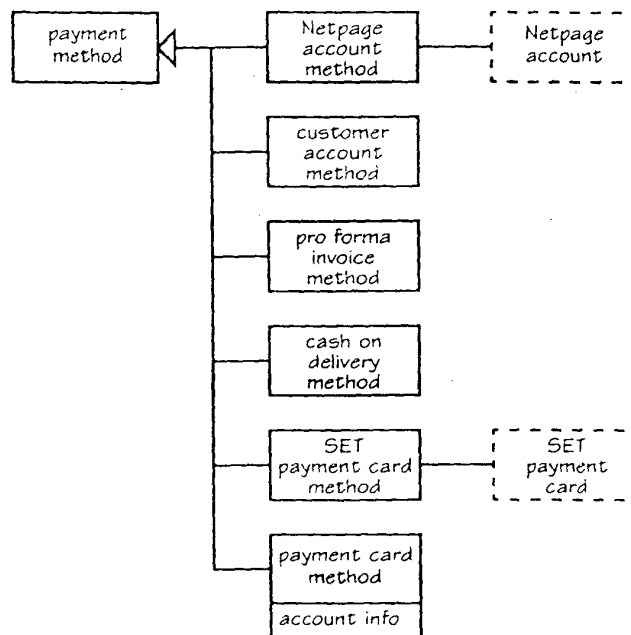 payment
method
Netpage
account
method
Netpage
account
customer
account
method
pro forma
invoice
method
cash on
delivery
method
SET
payment card
method
SET
payment
card
payment card
method
account info